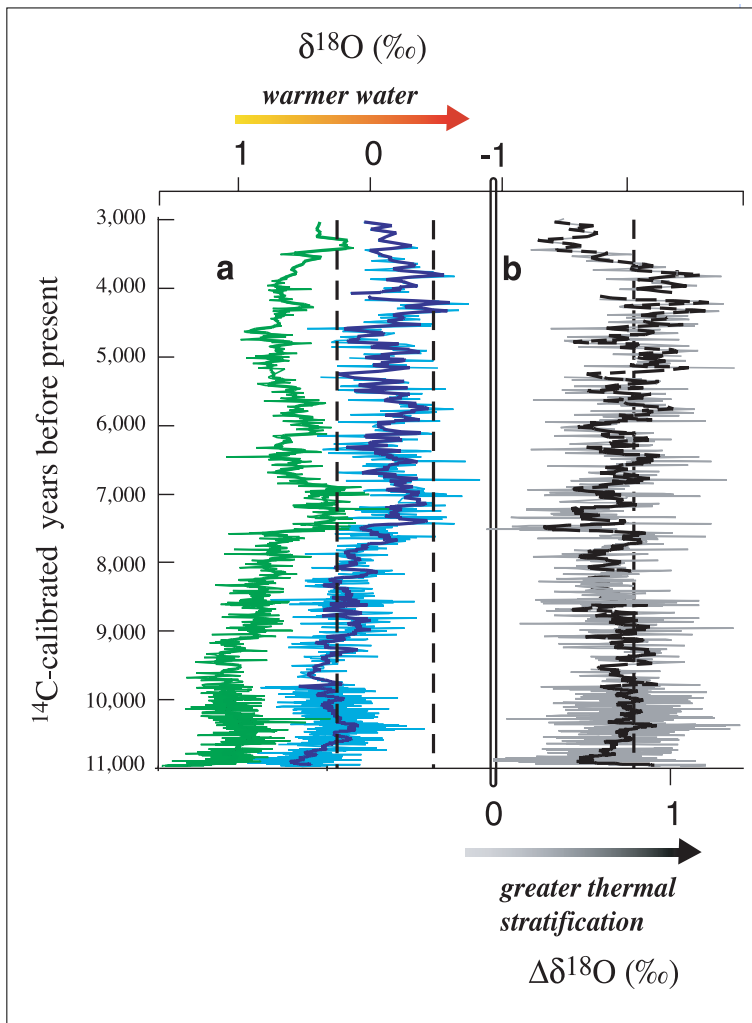 δ¹⁸O (‰)
warmer water
1 0 -1
3,000
a b
4,000
5,000
6,000
7,000
8,000
9,000
10,000
11,000
¹⁴C-calibrated years before present
0 1
greater thermal
stratification
Δδ¹⁸O (‰)